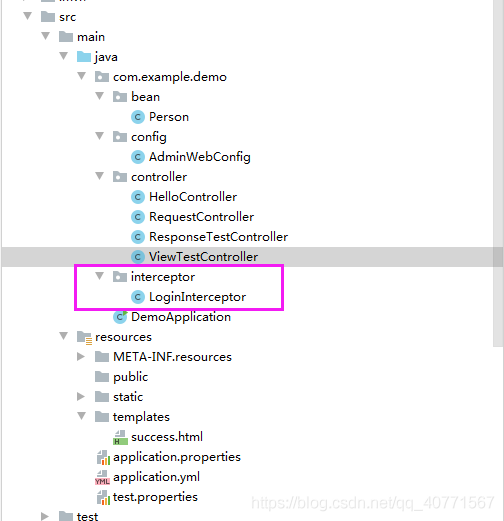 src
main
java
com.example.demo
bean
Person
config
AdminWebConfig
controller
HelloController
RequestController
ResponseTestController
ViewTestController
interceptor
LoginInterceptor
DemoApplication
resources
META-INF.resources
public
static
templates
success.html
application.properties
application.yml
test.properties
test
https://blog.csdn.net/qq_40771567